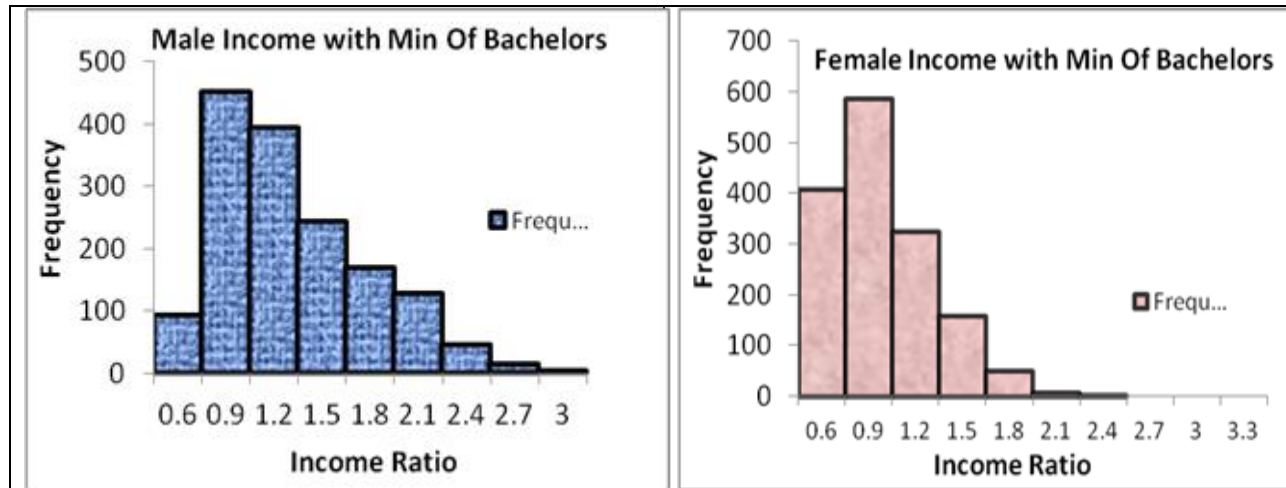 Male Income with Min Of Bachelors
500
400
300
200
100
0
Frequency
Frequ...
0.6 0.9 1.2 1.5 1.8 2.1 2.4 2.7 3
Income Ratio
Female Income with Min Of Bachelors
700
600
500
400
300
200
100
0
Frequency
Frequ...
0.6 0.9 1.2 1.5 1.8 2.1 2.4 2.7 3 3.3
Income Ratio